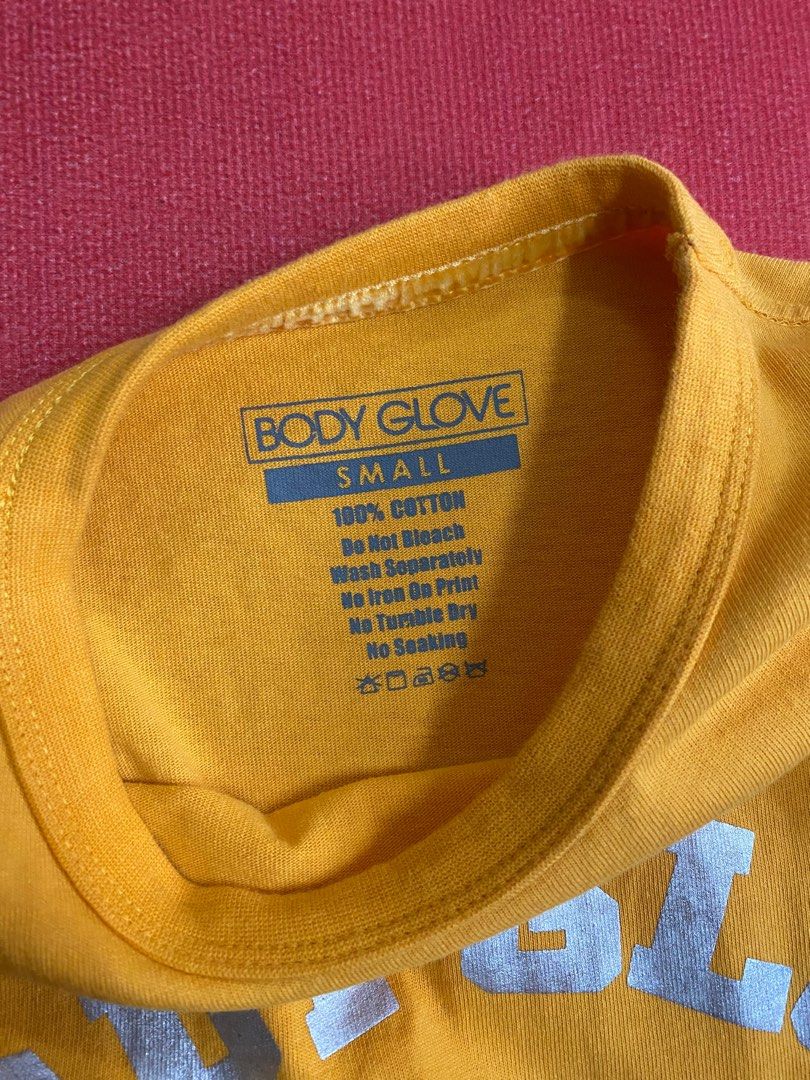 BODY GLOVE
SMALL
100% COTTON
Do Not Bleach
Wash Separately
No Iron On Print
No Tumble Dry
No Soaking
DYGL